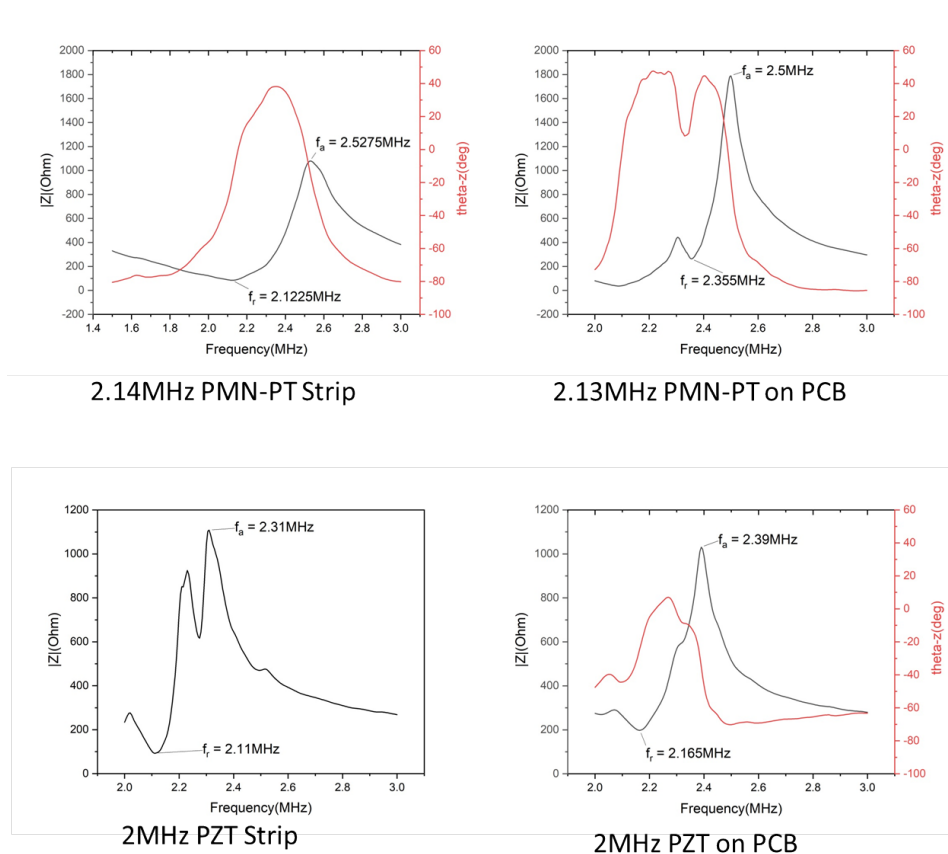 2000
1800
1600
1400
1200
1000
800
600
400
200
0
-200
|Z|(Ohm)
1.4 1.6 1.8 2.0 2.2 2.4 2.6 2.8 3.0
Frequency(MHz)
60
40
20
0
-20
-40
-60
-80
-100
theta-z(deg)
fa = 2.5275MHz
fr = 2.1225MHz
2.14MHz PMN-PT Strip
2000
1800
1600
1400
1200
1000
800
600
400
200
0
-200
|Z|(Ohm)
2.0 2.2 2.4 2.6 2.8 3.0
Frequency(MHz)
60
40
20
0
-20
-40
-60
-80
-100
theta-z(deg)
fa = 2.5MHz
fr = 2.355MHz
2.13MHz PMN-PT on PCB
1200
1000
800
600
400
200
0
|Z|(Ohm)
2.0 2.2 2.4 2.6 2.8 3.0
Frequency(MHz)
fa = 2.31MHz
fr = 2.11MHz
2MHz PZT Strip
1200
1000
800
600
400
200
0
|Z|(Ohm)
2.0 2.2 2.4 2.6 2.8 3.0
Frequency(MHz)
60
40
20
0
-20
-40
-60
-80
-100
theta-z(deg)
fa = 2.39MHz
fr = 2.165MHz
2MHz PZT on PCB